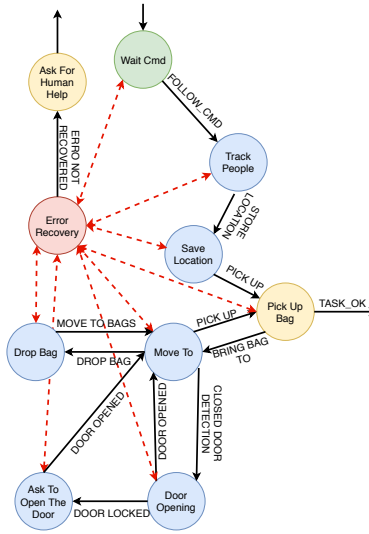 Wait Cmd
Ask For
Human
Help
FOLLOW_CMD
ERRO NOT
RECOVERED
Track
People
STORE
LOCATION
Error
Recovery
Save
Location
PICK UP
Pick Up
Bag
TASK_OK
MOVE TO BAGS
PICK UP
Drop Bag
DROP BAG
Move To
BRING BAG
TO
DOOR OPENED
DOOR OPENED
CLOSED DOOR
DETECTION
Ask To
Open The
Door
DOOR LOCKED
Door
Opening